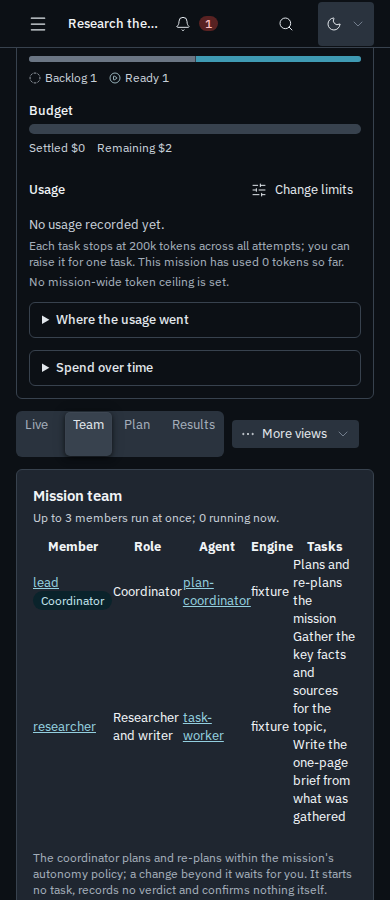 Research the... 1
Backlog 1 Ready 1
Budget
Settled $0 Remaining $2
Usage Change limits
No usage recorded yet.
Each task stops at 200k tokens across all attempts; you can
raise it for one task. This mission has used 0 tokens so far.
No mission-wide token ceiling is set.
Where the usage went
Spend over time
Live Team Plan Results More views
Mission team
Up to 3 members run at once; 0 running now.
Member Role Agent Engine Tasks
lead
Coordinator
Coordinator
plan-
coordinator
fixture
Plans and
re-plans
the
mission
researcher
Researcher
and writer
task-
worker
fixture
Gather the
key facts
and
sources
for the
topic,
Write the
one-page
brief from
what was
gathered
The coordinator plans and re-plans within the mission's
autonomy policy; a change beyond it waits for you. It starts
no task, records no verdict and confirms nothing itself.